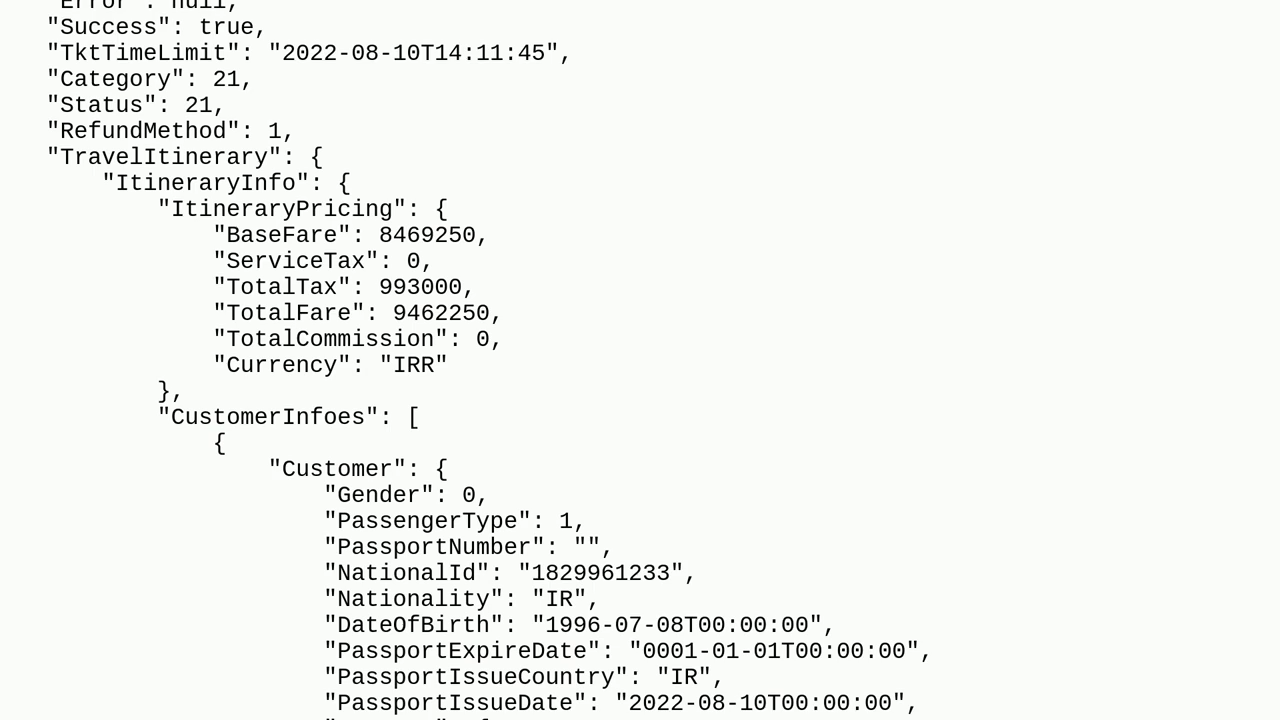 "Error": null,
"Success": true,
"TktTimeLimit": "2022-08-10T14:11:45",
"Category": 21,
"Status": 21,
"RefundMethod": 1,
"TravelItinerary": {
"ItineraryInfo": {
"ItineraryPricing": {
"BaseFare": 8469250,
"ServiceTax": 0,
"TotalTax": 993000,
"TotalFare": 9462250,
"TotalCommission": 0,
"Currency": "IRR"
},
"CustomerInfoes": [
{
"Customer": {
"Gender": 0,
"PassengerType": 1,
"PassportNumber": "",
"NationalId": "1829961233",
"Nationality": "IR",
"DateOfBirth": "1996-07-08T00:00:00",
"PassportExpireDate": "0001-01-01T00:00:00",
"PassportIssueCountry": "IR",
"PassportIssueDate": "2022-08-10T00:00:00",